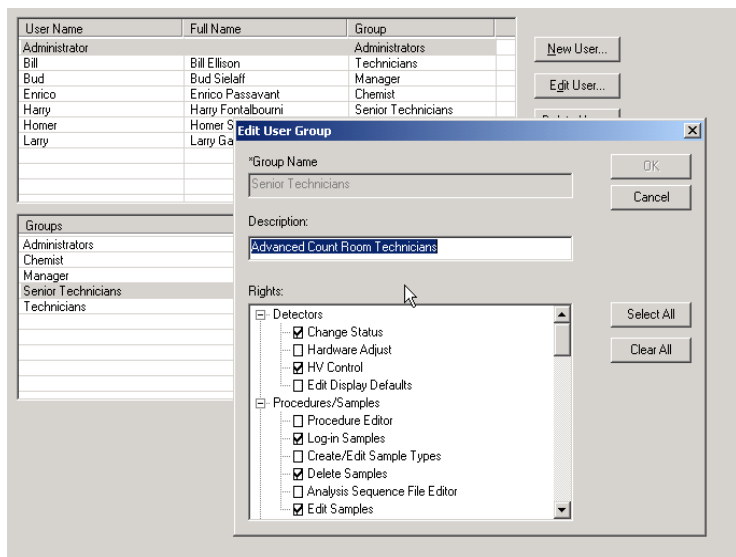 User Name Full Name Group
Administrator Administrators
Bill Bill Ellison Technicians
Bud Bud Sielaff Manager
Enrico Enrico Passavant Chemist
Harry Harry Fontalbourni Senior Technicians
Homer Homer S
Larry Larry Ga
New User...
Edit User...
Groups
Administrators
Chemist
Manager
Senior Technicians
Technicians
Edit User Group
*Group Name
Senior Technicians
Description:
Advanced Count Room Technicians
Rights:
Detectors
Change Status
Hardware Adjust
HV Control
Edit Display Defaults
Procedures/Samples
Procedure Editor
Log-in Samples
Create/Edit Sample Types
Delete Samples
Analysis Sequence File Editor
Edit Samples
OK
Cancel
Select All
Clear All